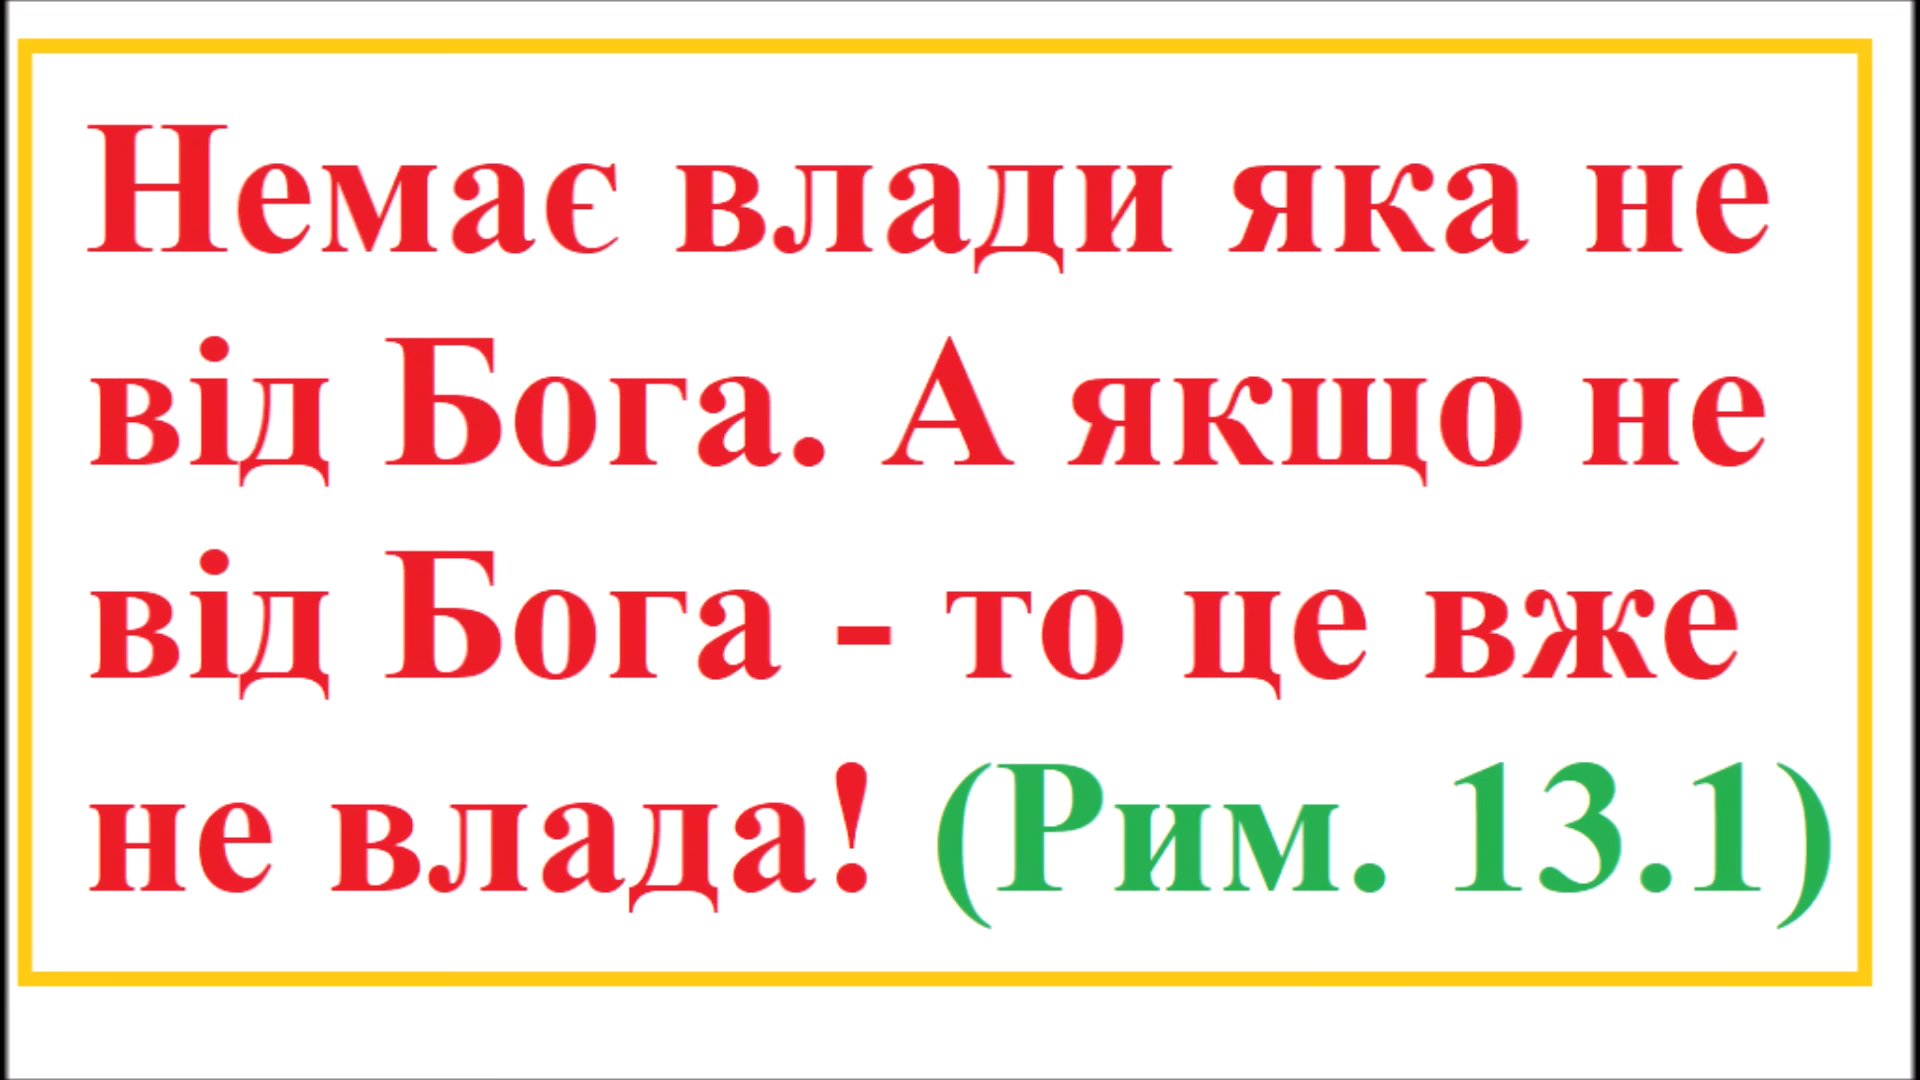 Немає влади яка не
від Бога. А якщо не
від Бога - то це вже
не влада! (Рим. 13.1)